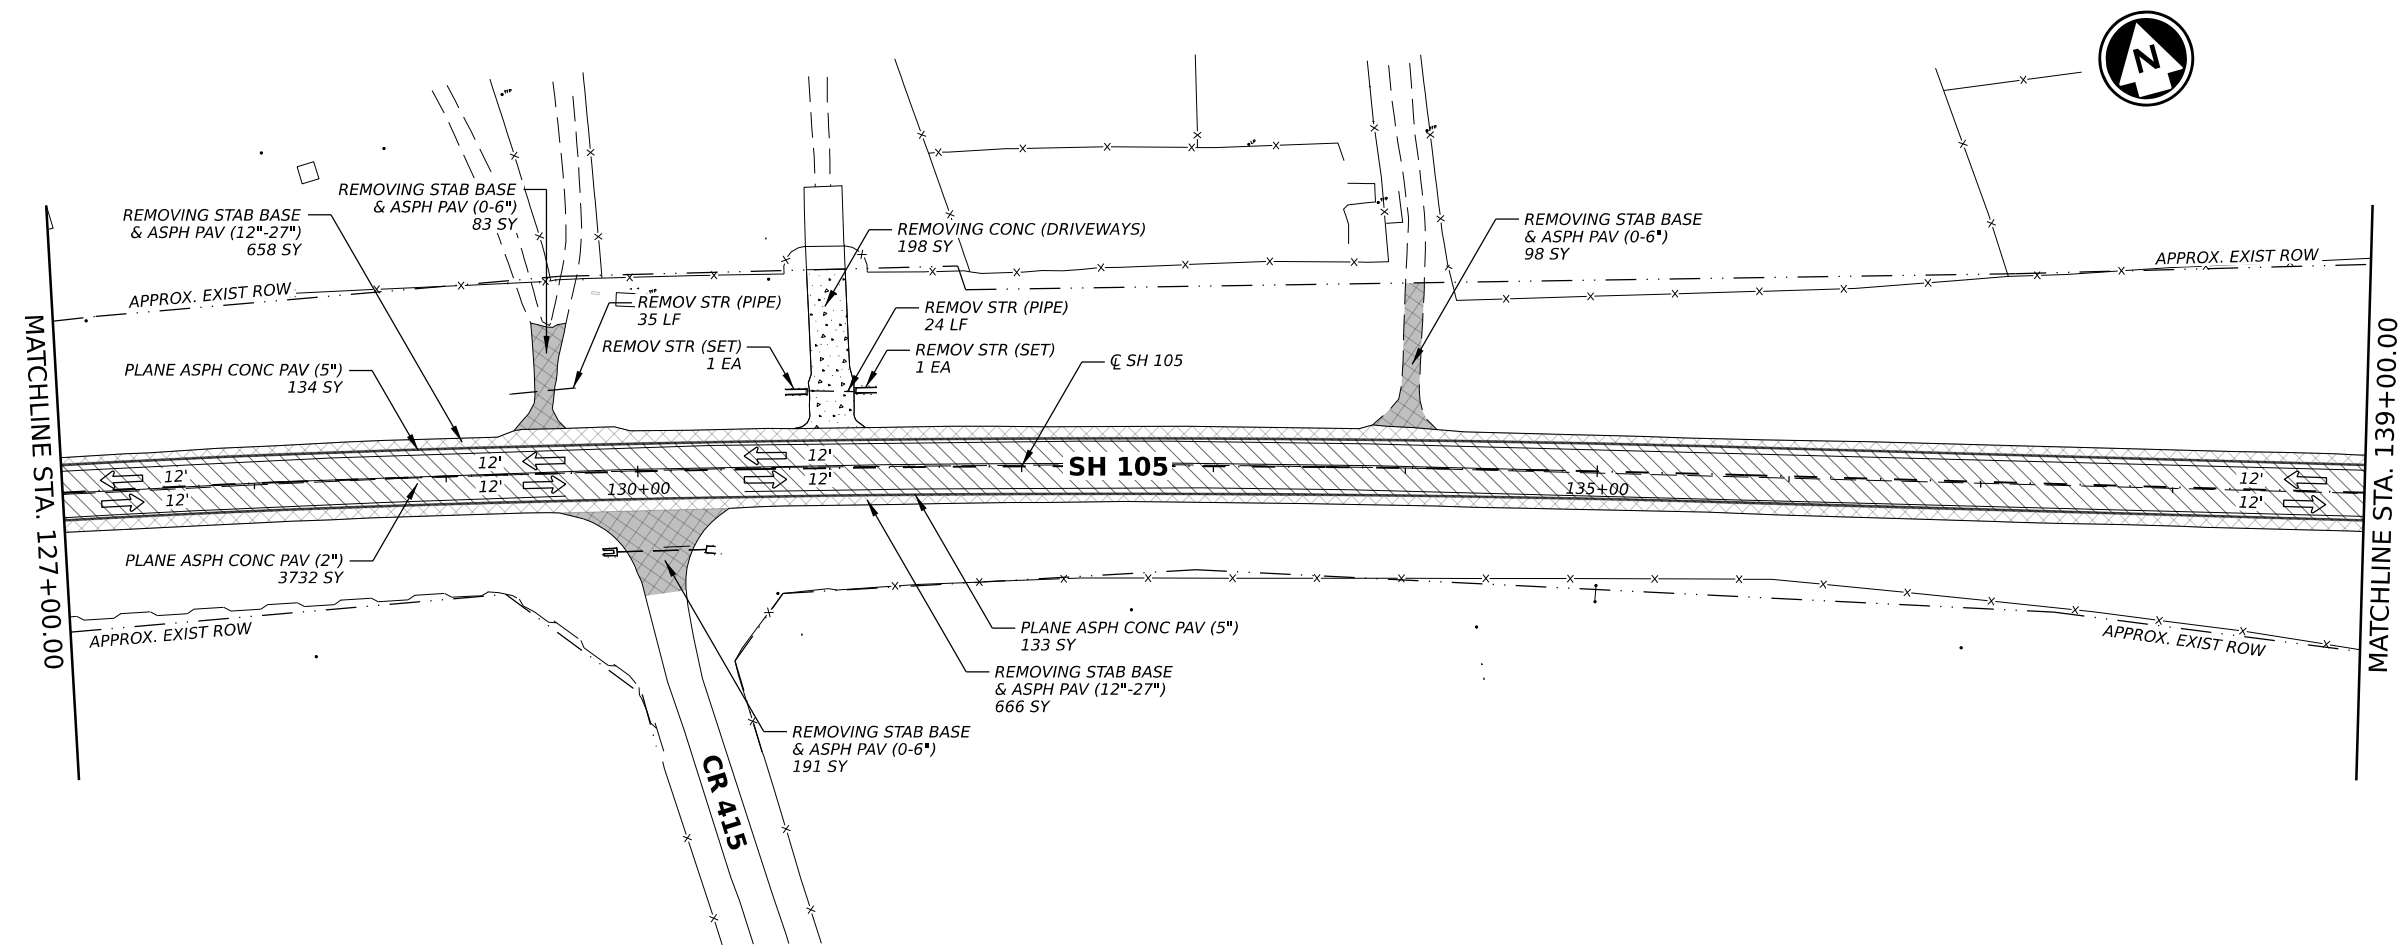 N
REMOVING STAB BASE
& ASPH PAV (0-6")
83 SY
REMOVING STAB BASE
& ASPH PAV (12"-27")
658 SY
REMOVING CONC (DRIVEWAYS)
198 SY
REMOVING STAB BASE
& ASPH PAV (0-6")
98 SY
APPROX. EXIST ROW
APPROX. EXIST ROW
REMOV STR (PIPE)
35 LF
REMOV STR (PIPE)
24 LF
REMOV STR (SET)
1 EA
REMOV STR (SET)
1 EA
℄ SH 105
PLANE ASPH CONC PAV (5")
134 SY
MATCHLINE STA. 127+00.00
MATCHLINE STA. 139+00.00
12'
12'
12'
12'
12'
12'
12'
12'
SH 105
130+00
135+00
PLANE ASPH CONC PAV (2")
3732 SY
APPROX. EXIST ROW
APPROX. EXIST ROW
PLANE ASPH CONC PAV (5")
133 SY
REMOVING STAB BASE
& ASPH PAV (12"-27")
666 SY
REMOVING STAB BASE
& ASPH PAV (0-6")
191 SY
CR 415